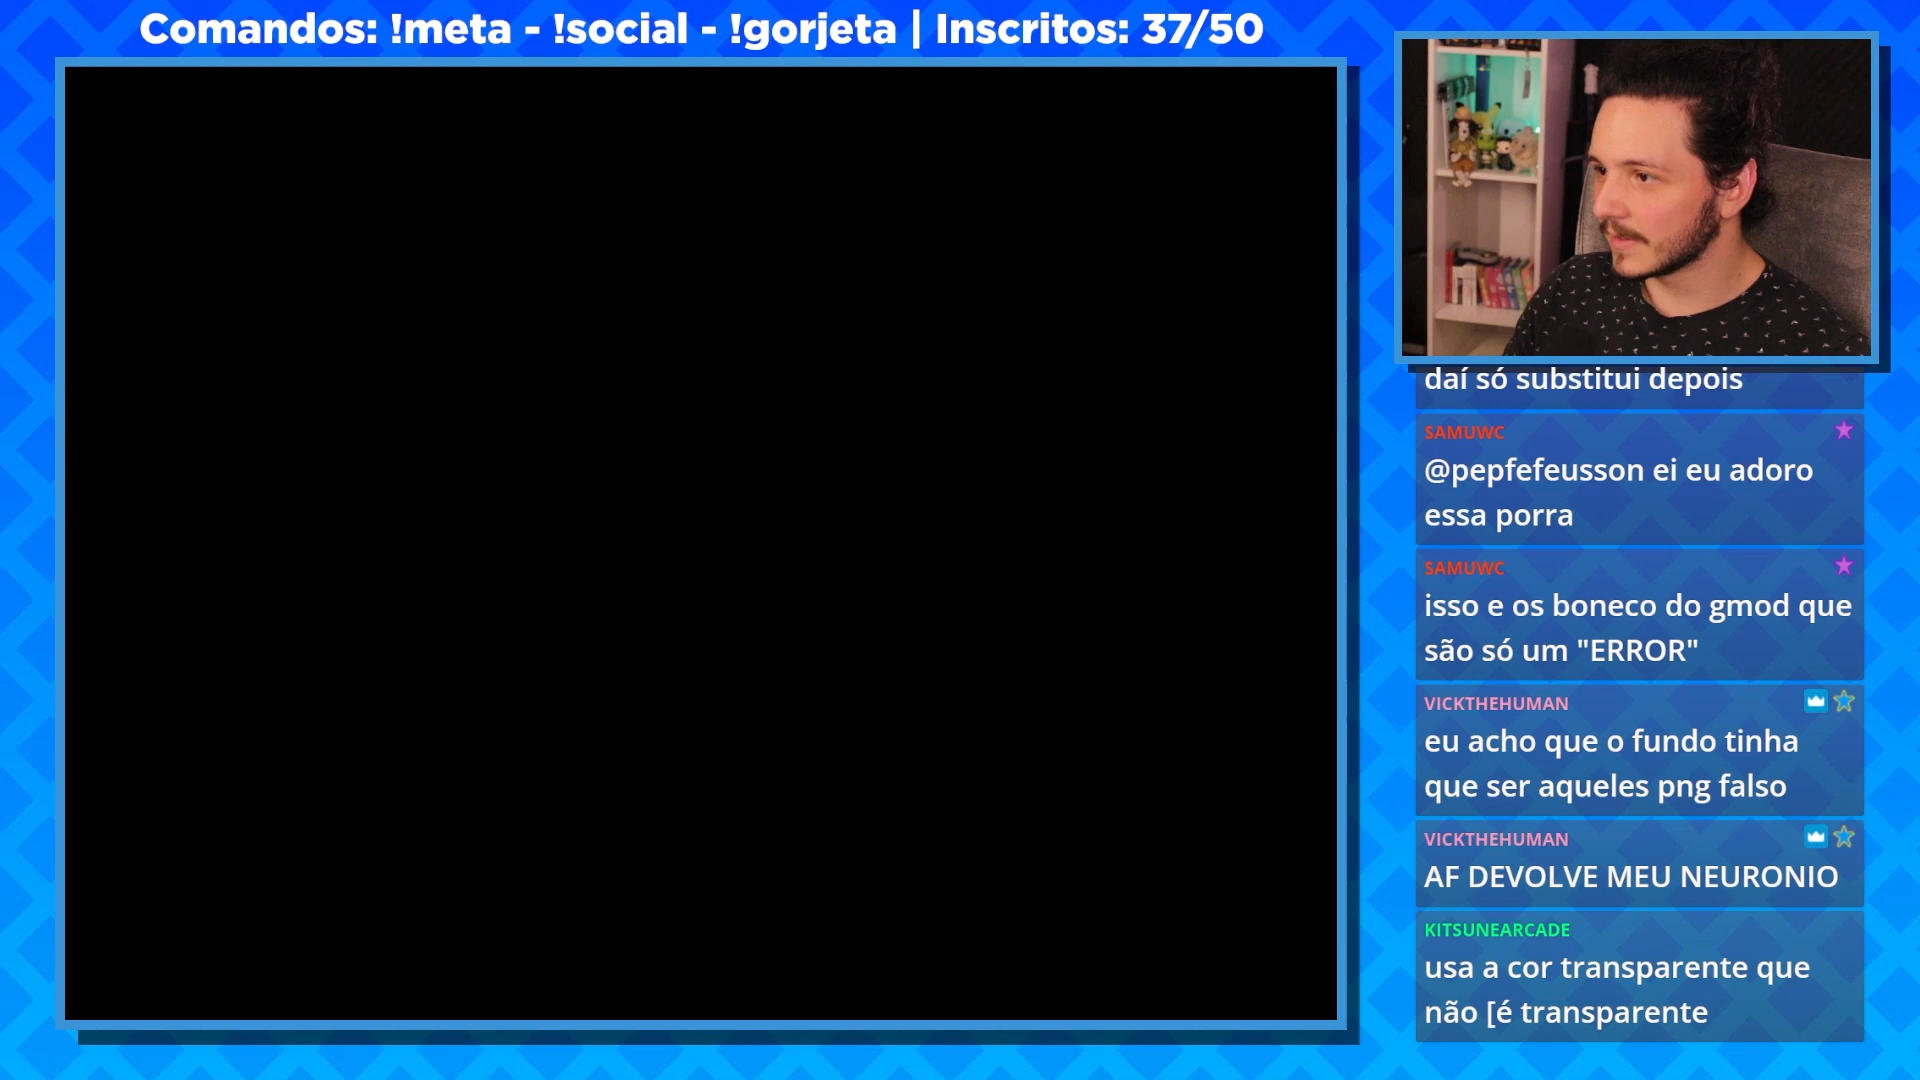 Comandos: !meta - !social - !gorjeta | Inscritos: 37/50
daí só substitui depois
SAMUWC
@pepfefeusson ei eu adoro
essa porra
SAMUWC
isso e os boneco do gmod que
são só um "ERROR"
VICKTHEHUMAN
eu acho que o fundo tinha
que ser aqueles png falso
VICKTHEHUMAN
AF DEVOLVE MEU NEURONIO
KITSUNEARCADE
usa a cor transparente que
não [é transparente